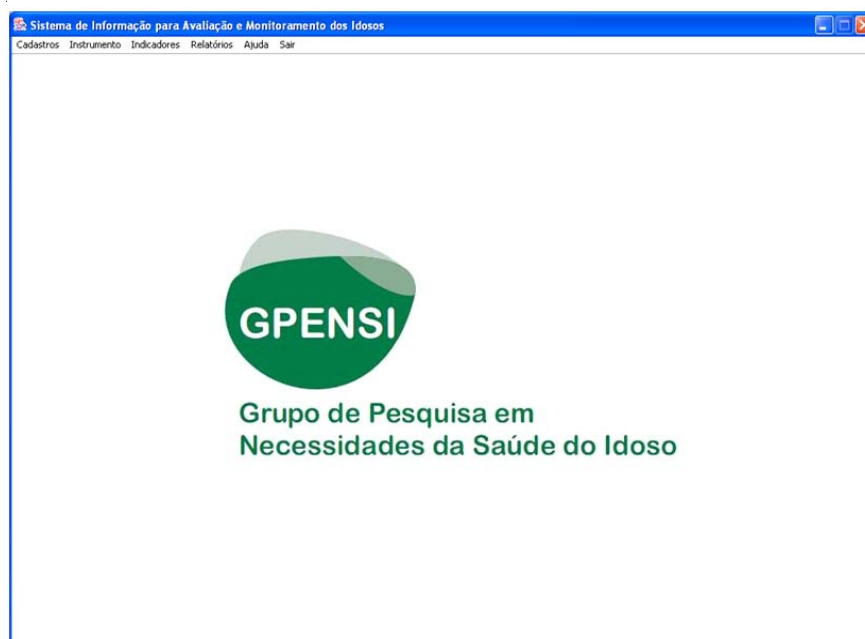 Sistema de Informação para Avaliação e Monitoramento dos Idosos
Cadastros Instrumento Indicadores Relatórios Ajuda Sair
GPENSI
Grupo de Pesquisa em
Necessidades da Saúde do Idoso